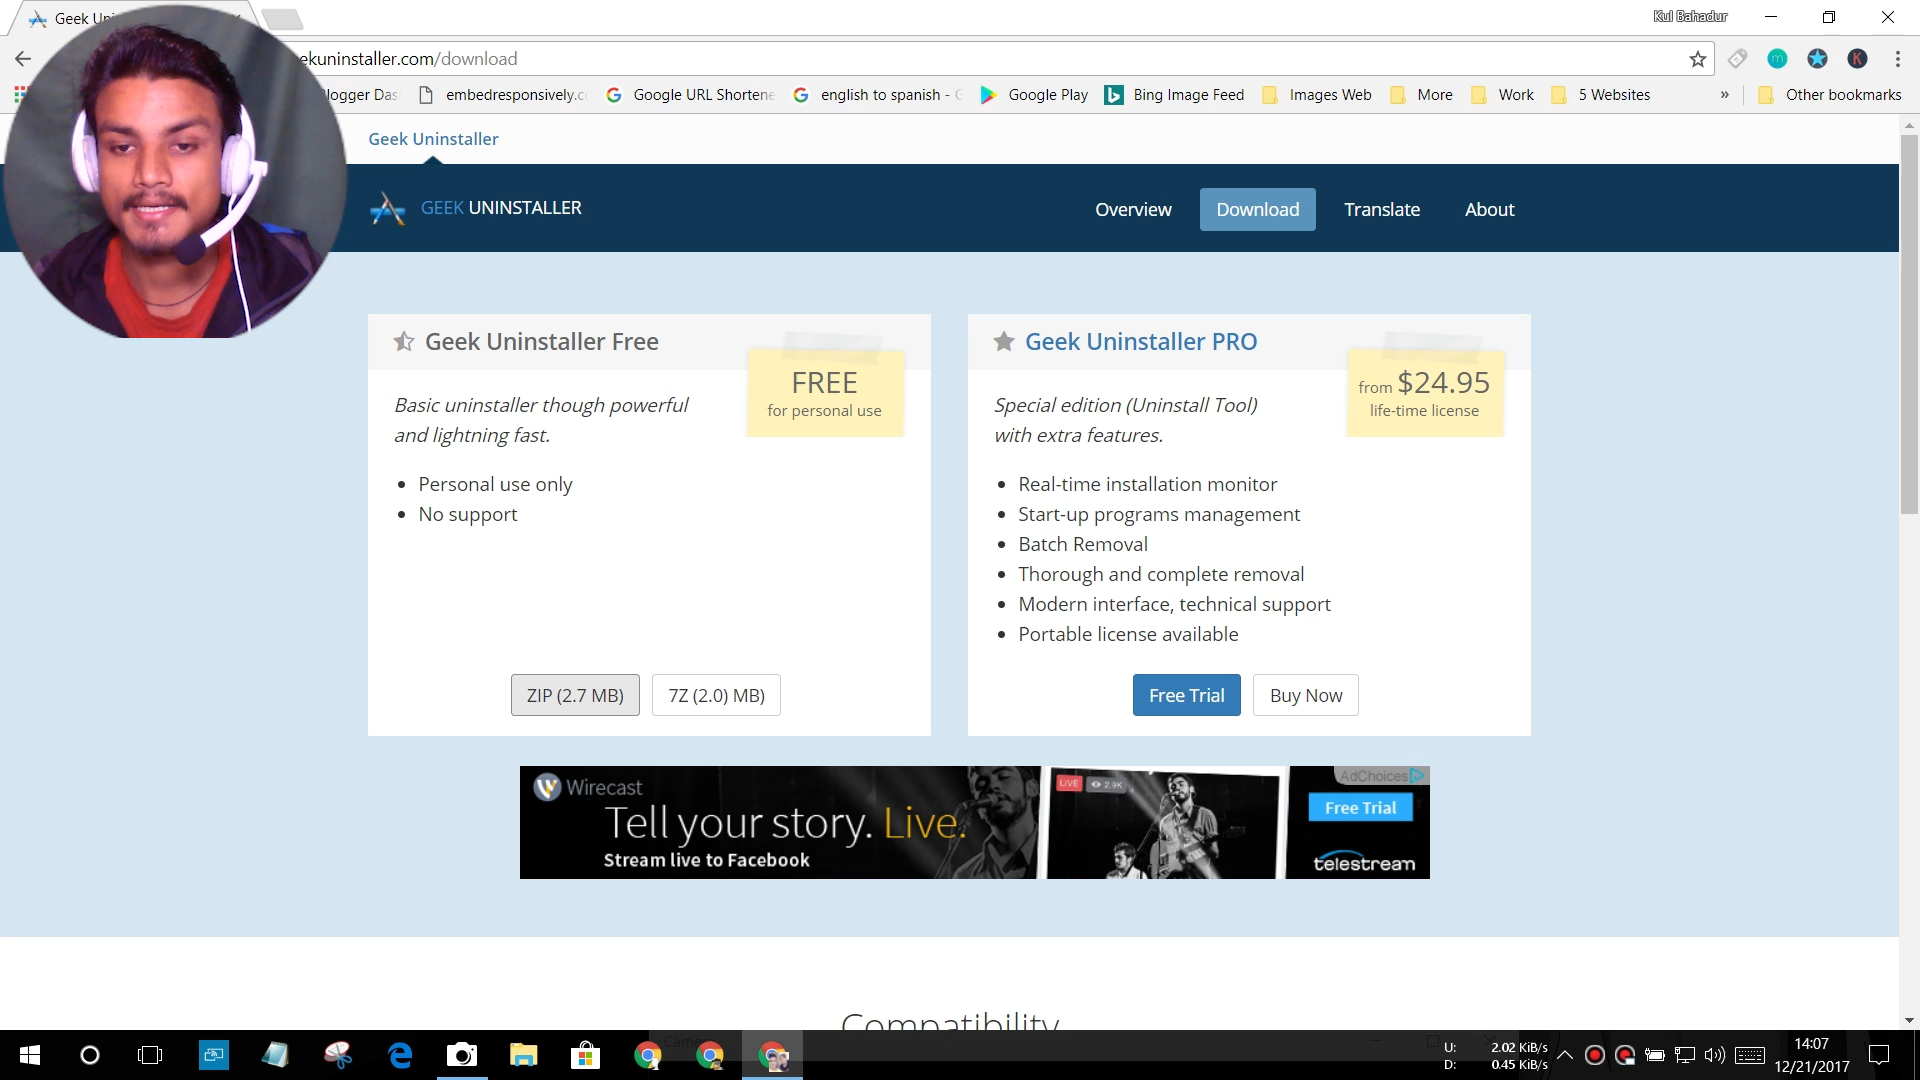 Geek Uni
Kul Bahadur
ekuninstaller.com/download
logger Das
embedresponsively.c
Google URL Shortene
english to spanish - G
Google Play
Bing Image Feed
Images Web
More
Work
5 Websites
»
Other bookmarks
Geek Uninstaller
GEEK UNINSTALLER
Overview
Download
Translate
About
Geek Uninstaller Free
FREE
for personal use
Basic uninstaller though powerful
and lightning fast.
• Personal use only
• No support
ZIP (2.7 MB)
7Z (2.0) MB)
Geek Uninstaller PRO
from $24.95
life-time license
Special edition (Uninstall Tool)
with extra features.
• Real-time installation monitor
• Start-up programs management
• Batch Removal
• Thorough and complete removal
• Modern interface, technical support
• Portable license available
Free Trial
Buy Now
Wirecast
Tell your story. Live.
Stream live to Facebook
LIVE
2.9K
AdChoices
Free Trial
telestream
Compatibility
U: 2.02 KiB/s
D: 0.45 KiB/s
14:07
12/21/2017